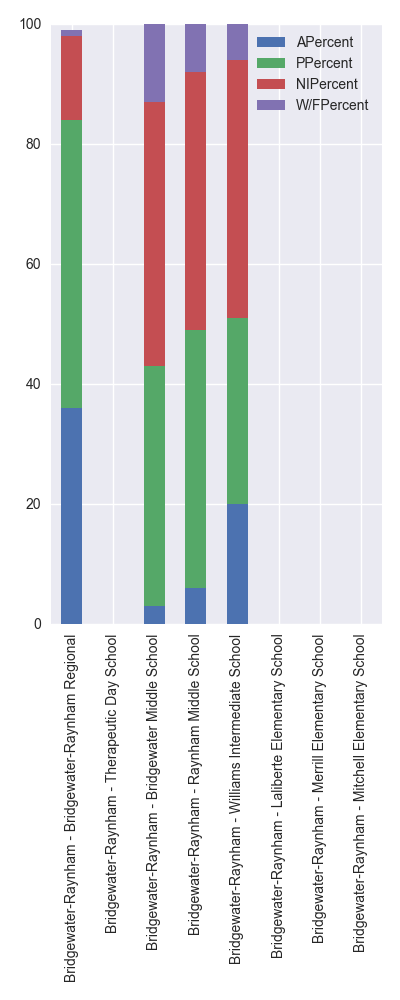 100
80
60
40
20
0
APercent
PPercent
NIPercent
W/FPercent
Bridgewater-Raynham - Bridgewater-Raynham Regional
Bridgewater-Raynham - Therapeutic Day School
Bridgewater-Raynham - Bridgewater Middle School
Bridgewater-Raynham - Raynham Middle School
Bridgewater-Raynham - Williams Intermediate School
Bridgewater-Raynham - Laliberte Elementary School
Bridgewater-Raynham - Merrill Elementary School
Bridgewater-Raynham - Mitchell Elementary School